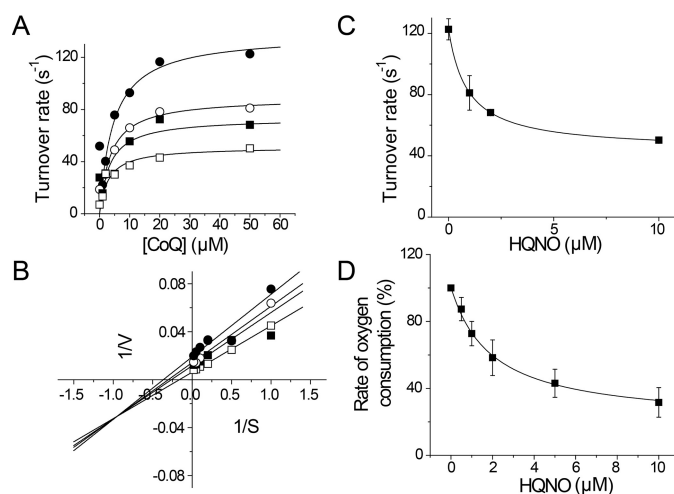 A
120
80
40
0
Turnover rate (s⁻¹)
0 10 20 30 40 50 60
[CoQ] (µM)
B
0.08
0.04
-0.04
-0.08
1/V
-1.5 -1.0 -0.5 0.0 0.5 1.0 1.5
1/S
C
120
80
40
0
Turnover rate (s⁻¹)
0 5 10
HQNO (µM)
D
120
80
40
0
Rate of oxygen
consumption (%)
0 2 4 6 8 10
HQNO (µM)